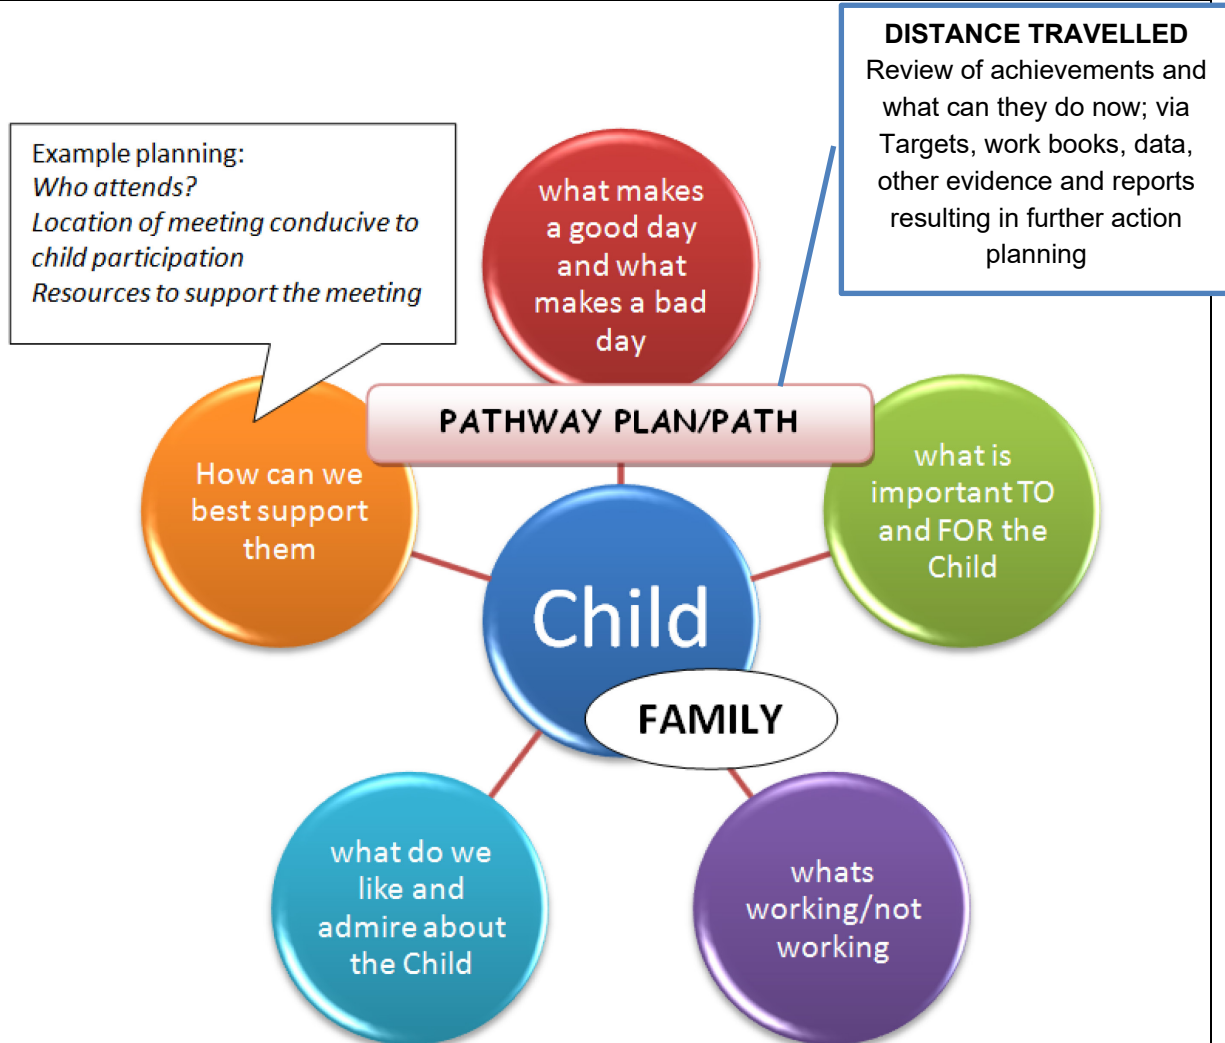 DISTANCE TRAVELLED
Review of achievements and
what can they do now; via
Targets, work books, data,
other evidence and reports
resulting in further action
planning
Example planning:
Who attends?
Location of meeting conducive to
child participation
Resources to support the meeting
what makes
a good day
and what
makes a bad
day
PATHWAY PLAN/PATH
How can we
best support
them
what is
important TO
and FOR the
Child
Child
FAMILY
what do we
like and
admire about
the Child
whats
working/not
working